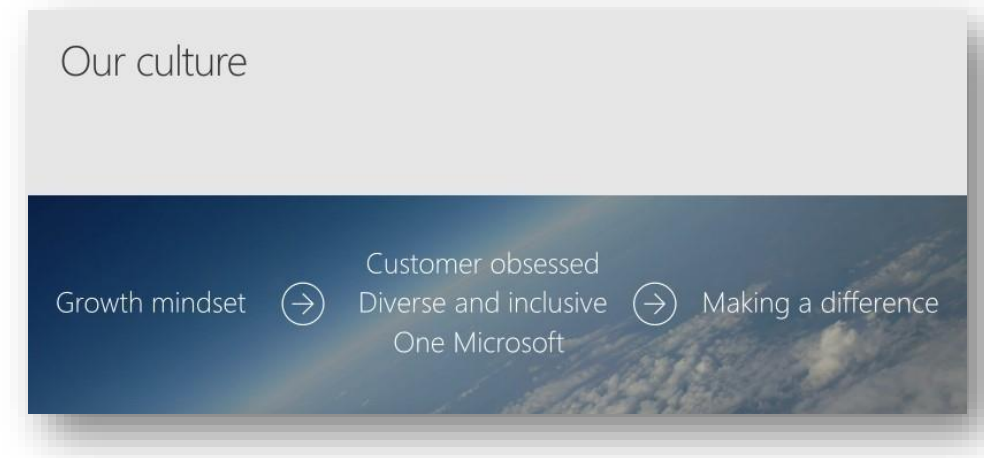 Our culture
Growth mindset
Customer obsessed
Diverse and inclusive
One Microsoft
Making a difference